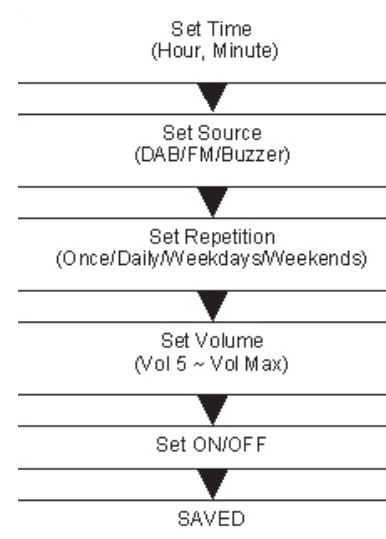 Set Time
(Hour, Minute)
Set Source
(DAB/FM/Buzzer)
Set Repetition
(Once/Daily/Weekdays/Weekends)
Set Volume
(Vol 5 ~ Vol Max)
Set ON/OFF
SAVED